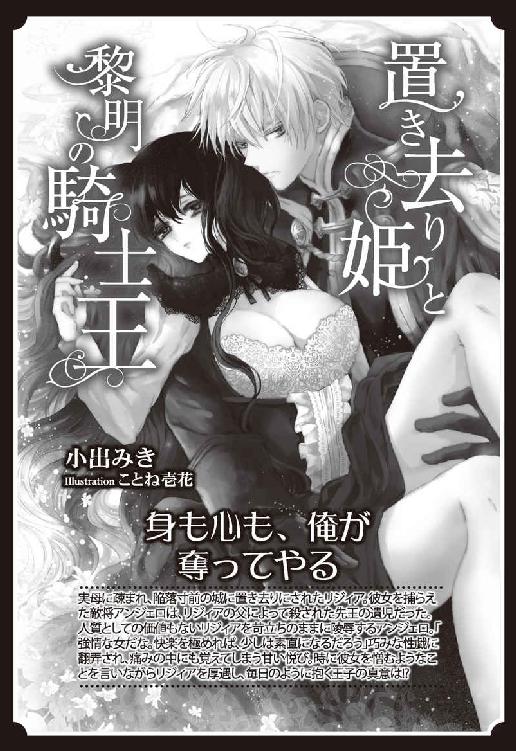 置き去り姫と
黎明の騎士王
小出みき
Illustration ことね壱花
身も心も、俺が
奪ってやる
実母に疎まれ、陥落寸前の城に置き去りにされたリジィア。彼女を捕らえ
た敵将アンジェロは、リジィアの父によって殺された先王の遺児だった。
人質としての価値もないリジィアを苛立ちのままに凌辱するアンジェロ。「
強情な女だな。快楽を極めれば、少しは素直になるだろう」巧みな性戯に
翻弄され、痛みの中にも覚えてしまう甘い悦び。時に彼女を憎むようなこ
とを言いながらリジィアを厚遇し、毎日のように抱く王子の真意は!?